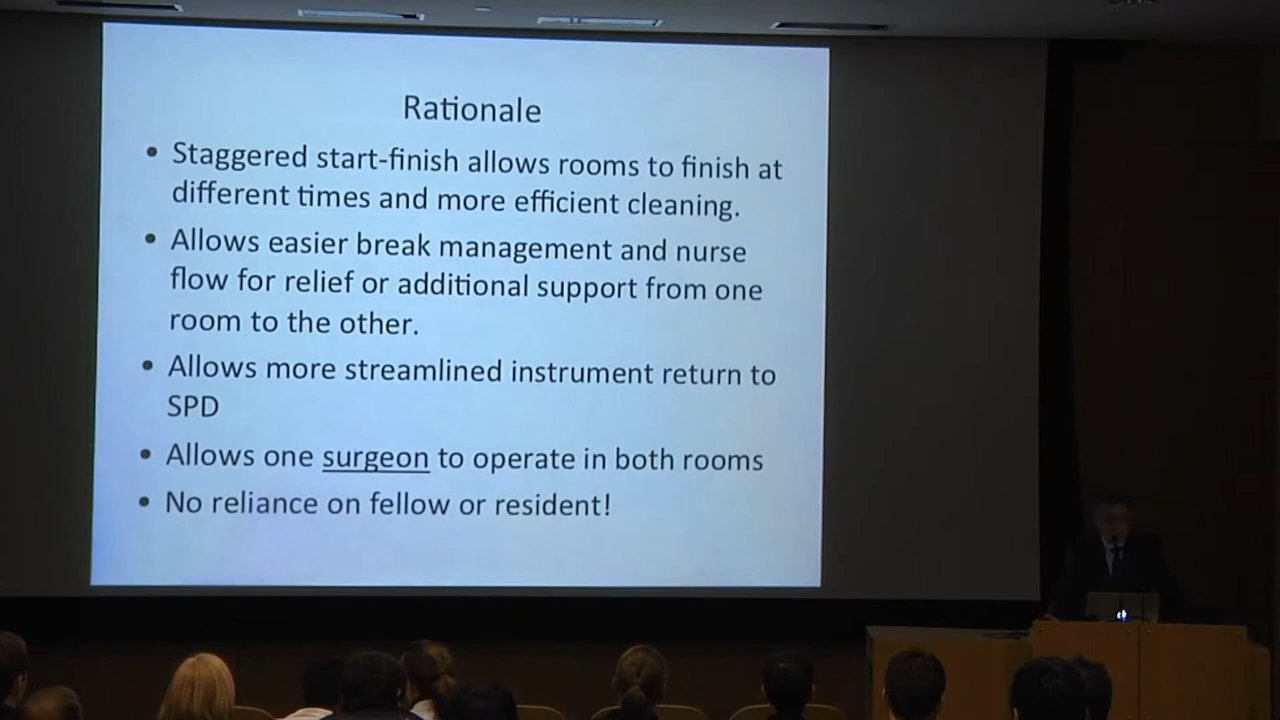 Rationale
• Staggered start-finish allows rooms to finish at
different times and more efficient cleaning.
• Allows easier break management and nurse
flow for relief or additional support from one
room to the other.
• Allows more streamlined instrument return to
SPD
• Allows one surgeon to operate in both rooms
• No reliance on fellow or resident!